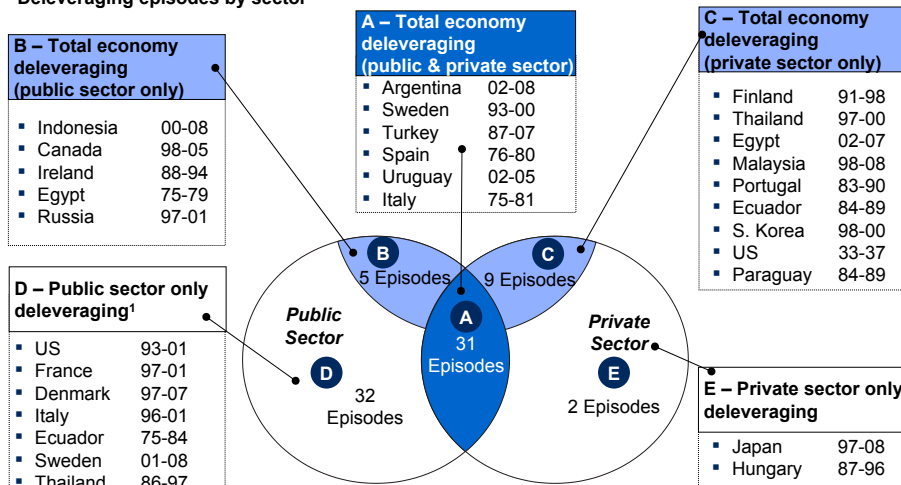 Deleveraging episodes by sector
B – Total economy
deleveraging
(public sector only)
▪ Indonesia 00-08
▪ Canada 98-05
▪ Ireland 88-94
▪ Egypt 75-79
▪ Russia 97-01
A – Total economy
deleveraging
(public & private sector)
▪ Argentina 02-08
▪ Sweden 93-00
▪ Turkey 87-07
▪ Spain 76-80
▪ Uruguay 02-05
▪ Italy 75-81
C – Total economy
deleveraging
(private sector only)
▪ Finland 91-98
▪ Thailand 97-00
▪ Egypt 02-07
▪ Malaysia 98-08
▪ Portugal 83-90
▪ Ecuador 84-89
▪ S. Korea 98-00
▪ US 33-37
▪ Paraguay 84-89
B
5 Episodes
C
9 Episodes
A
31
Episodes
Public
Sector
D
32
Episodes
Private
Sector
E
2 Episodes
D – Public sector only
deleveraging¹
▪ US 93-01
▪ France 97-01
▪ Denmark 97-07
▪ Italy 96-01
▪ Ecuador 75-84
▪ Sweden 01-08
▪ Thailand 86-97
E – Private sector only
deleveraging
▪ Japan 97-08
▪ Hungary 87-96